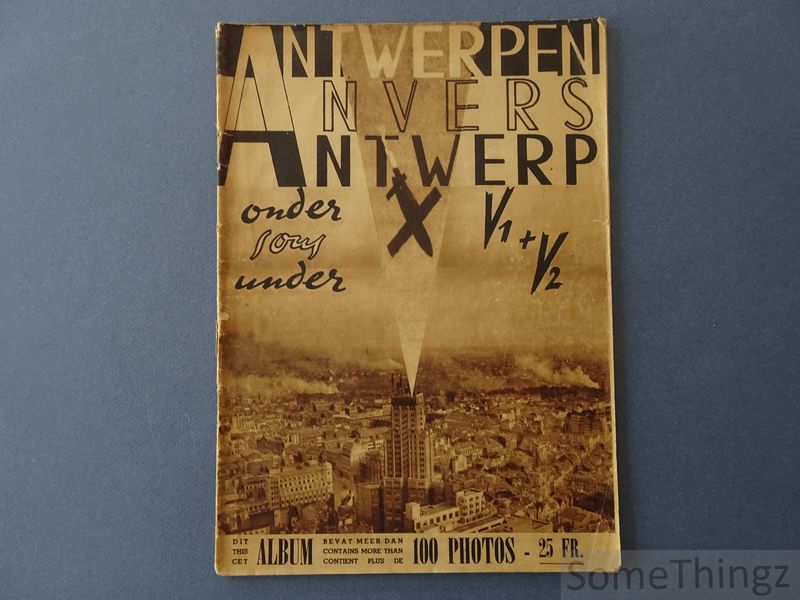 ANTWERPEN
ANVERS
ANTWERP
onder
sous
under
V1 + V2
DIT
THIS
CET
ALBUM
BEVAT MEER DAN
CONTAINS MORE THAN
CONTIENT PLUS DE
100 PHOTOS - 25 FR.
SomeThingz